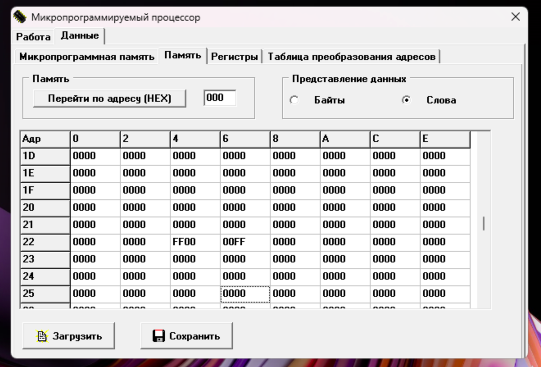 Микропрограммируемый процессор
Работа Данные
Микропрограммная память Память Регистры Таблица преобразования адресов
Память
Перейти по адресу (HEX) 000
Представление данных
Байты Слова
Адр 0 2 4 6 8 A C E
1D 0000 0000 0000 0000 0000 0000 0000 0000
1E 0000 0000 0000 0000 0000 0000 0000 0000
1F 0000 0000 0000 0000 0000 0000 0000 0000
20 0000 0000 0000 0000 0000 0000 0000 0000
21 0000 0000 0000 0000 0000 0000 0000 0000
22 0000 0000 FF00 00FF 0000 0000 0000 0000
23 0000 0000 0000 0000 0000 0000 0000 0000
24 0000 0000 0000 0000 0000 0000 0000 0000
25 0000 0000 0000 0000 0000 0000 0000 0000
Загрузить Сохранить